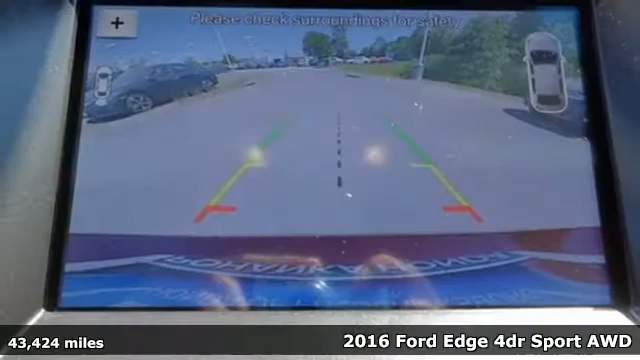 Please check surroundings for safety
+
43,424 miles
2016 Ford Edge 4dr Sport AWD